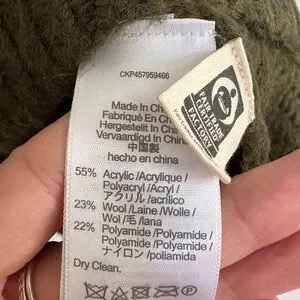 CKP457959466
Made In China
Fabriqué En Chine
Hergestellt In China
Vervaardigd In China
中国製
hecho en china
55% Acrylic /Acrylique /
Polyacryl /Acryl /
アクリル /acrílico
23% Wool /Laine /Wolle /
Wol /毛 /lana
22% Polyamide /Polyamide /
Polyamide /Polyamide /
ナイロン /poliamida
Dry Clean.
FAIR TRADE
CERTIFIED
FACTORY